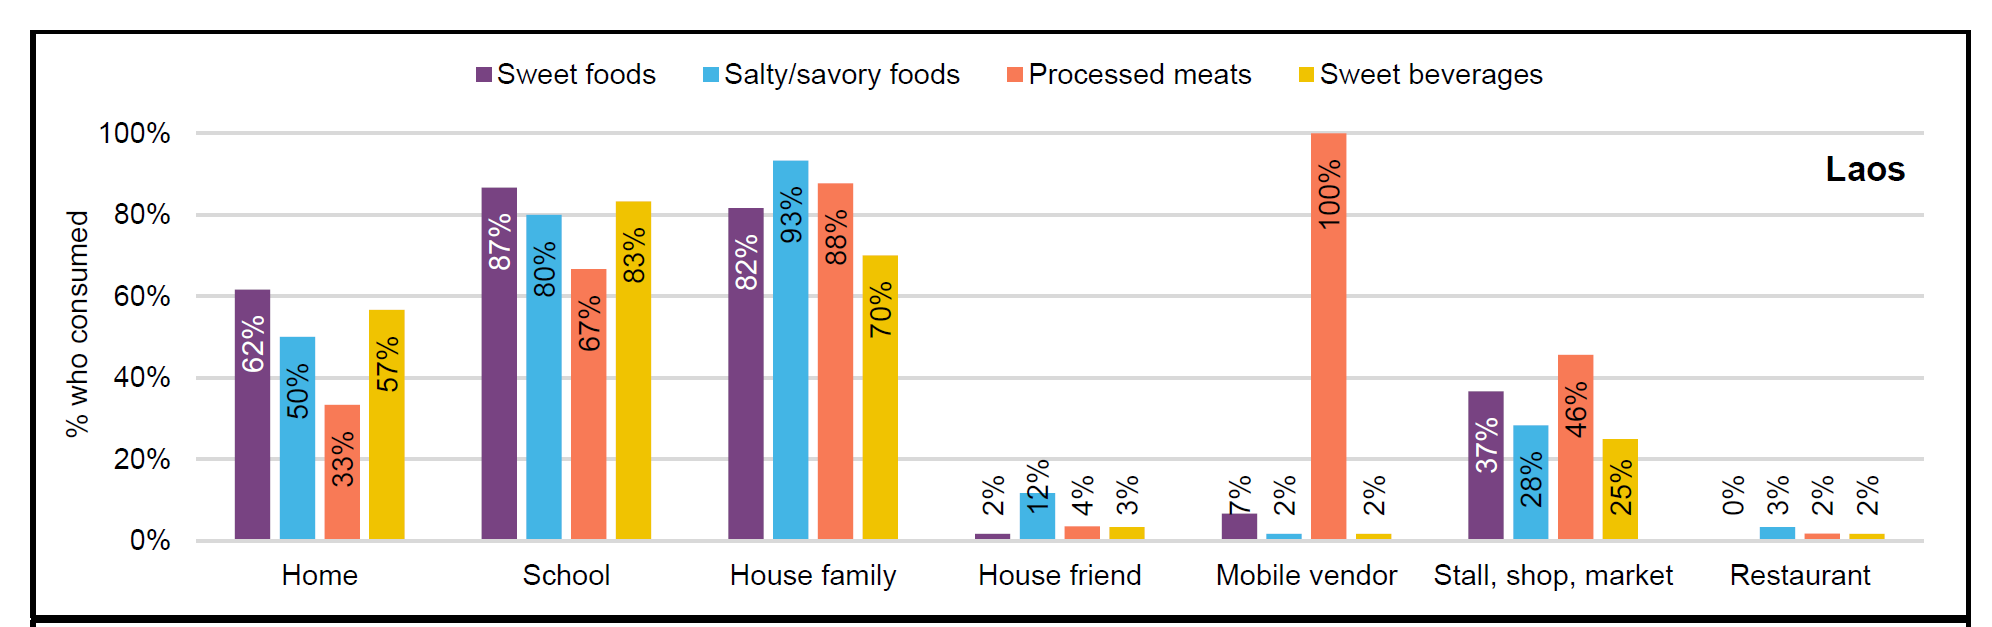 Sweet foods Salty/savory foods Processed meats Sweet beverages
Laos
% who consumed
100%
80%
60%
40%
20%
0%
62% 50% 33% 57%
87% 80% 67% 83%
82% 93% 88% 70%
2% 12% 4% 3%
7% 2% 100% 2%
37% 28% 46% 25%
0% 3% 2% 2%
Home School House family House friend Mobile vendor Stall, shop, market Restaurant